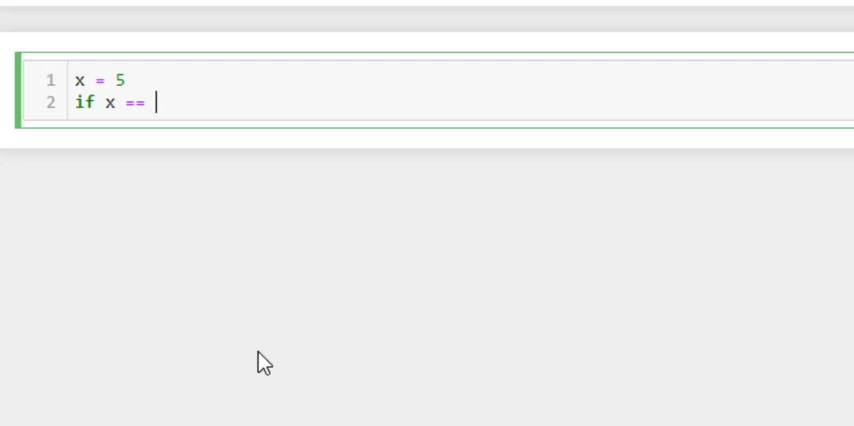 1 x = 5
2 if x ==